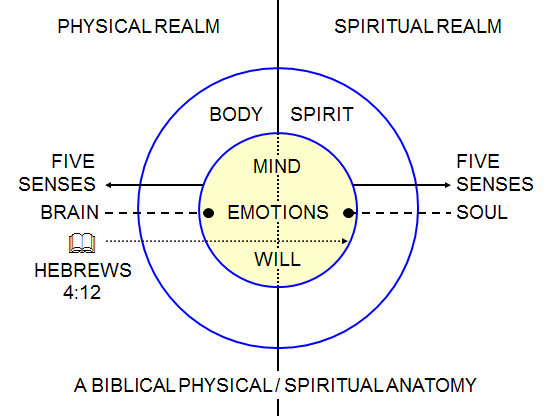 PHYSICAL REALM
SPIRITUAL REALM
BODY
SPIRIT
FIVE
SENSES
MIND
FIVE
SENSES
BRAIN
EMOTIONS
SOUL
HEBREWS
4:12
WILL
A BIBLICAL PHYSICAL / SPIRITUAL ANATOMY